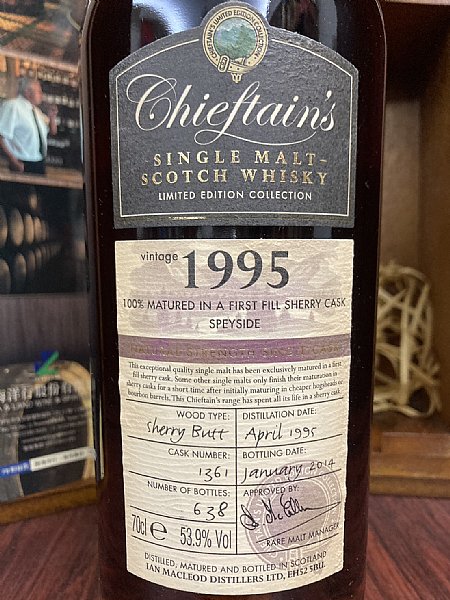 CHIEFTAIN'S LIMITED EDITION COLLECTION
Chieftain's
SINGLE MALT
SCOTCH WHISKY
LIMITED EDITION COLLECTION
vintage 1995
100% MATURED IN A FIRST FILL SHERRY CASK
SPEYSIDE
STRENGTH
This exceptional quality single malt has been exclusively matured in a first
fill sherry cask. Some other single malts only finish their maturation in
sherry casks for a short time after initially maturing in cheaper hogsheads or
bourbon barrels. This Chieftain's range has spent all its life in a sherry cask
WOOD TYPE: DISTILLATION DATE:
Sherry Butt April 1995
CASK NUMBER: BOTTLING DATE:
1361 January 2014
NUMBER OF BOTTLES: APPROVED BY:
638
70cl e 53.9% Vol RARE MALT MANAGER
DISTILLED, MATURED AND BOTTLED IN SCOTLAND
IAN MACLEOD DISTILLERS LTD, EH52 5BU.